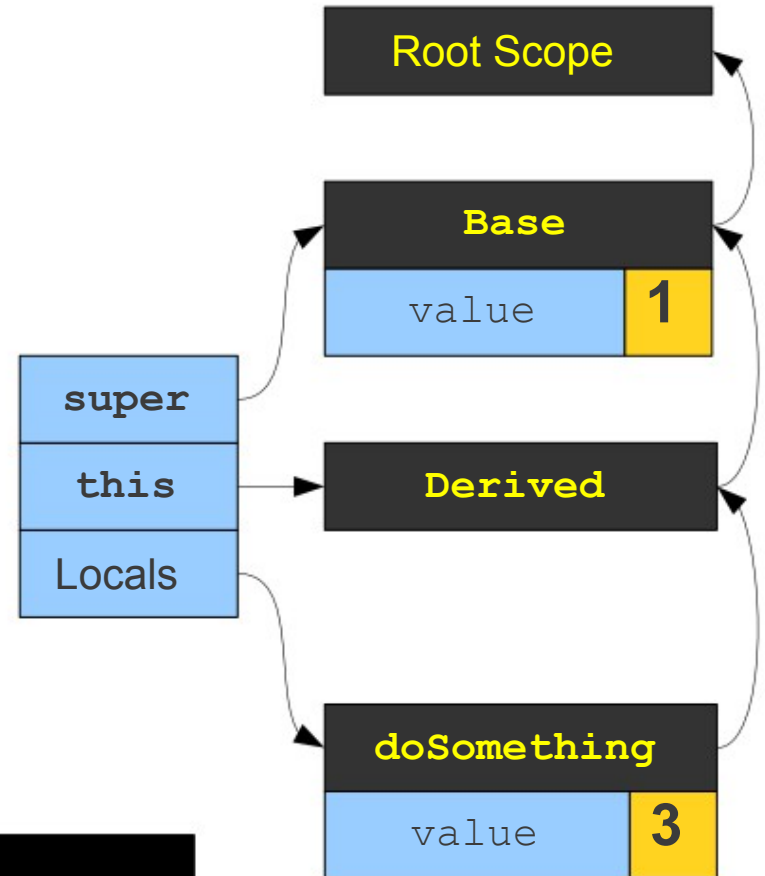 Root Scope
Base
value 1
super
this
Derived
Locals
doSomething
value 3